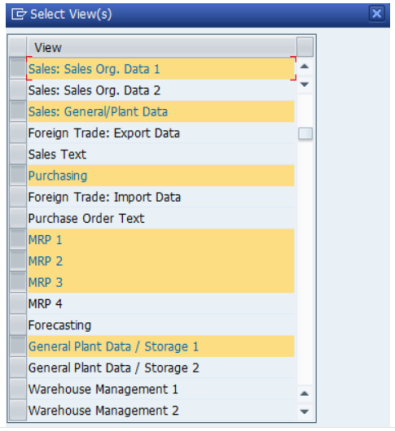 Select View(s)
View
Sales: Sales Org. Data 1
Sales: Sales Org. Data 2
Sales: General/Plant Data
Foreign Trade: Export Data
Sales Text
Purchasing
Foreign Trade: Import Data
Purchase Order Text
MRP 1
MRP 2
MRP 3
MRP 4
Forecasting
General Plant Data / Storage 1
General Plant Data / Storage 2
Warehouse Management 1
Warehouse Management 2